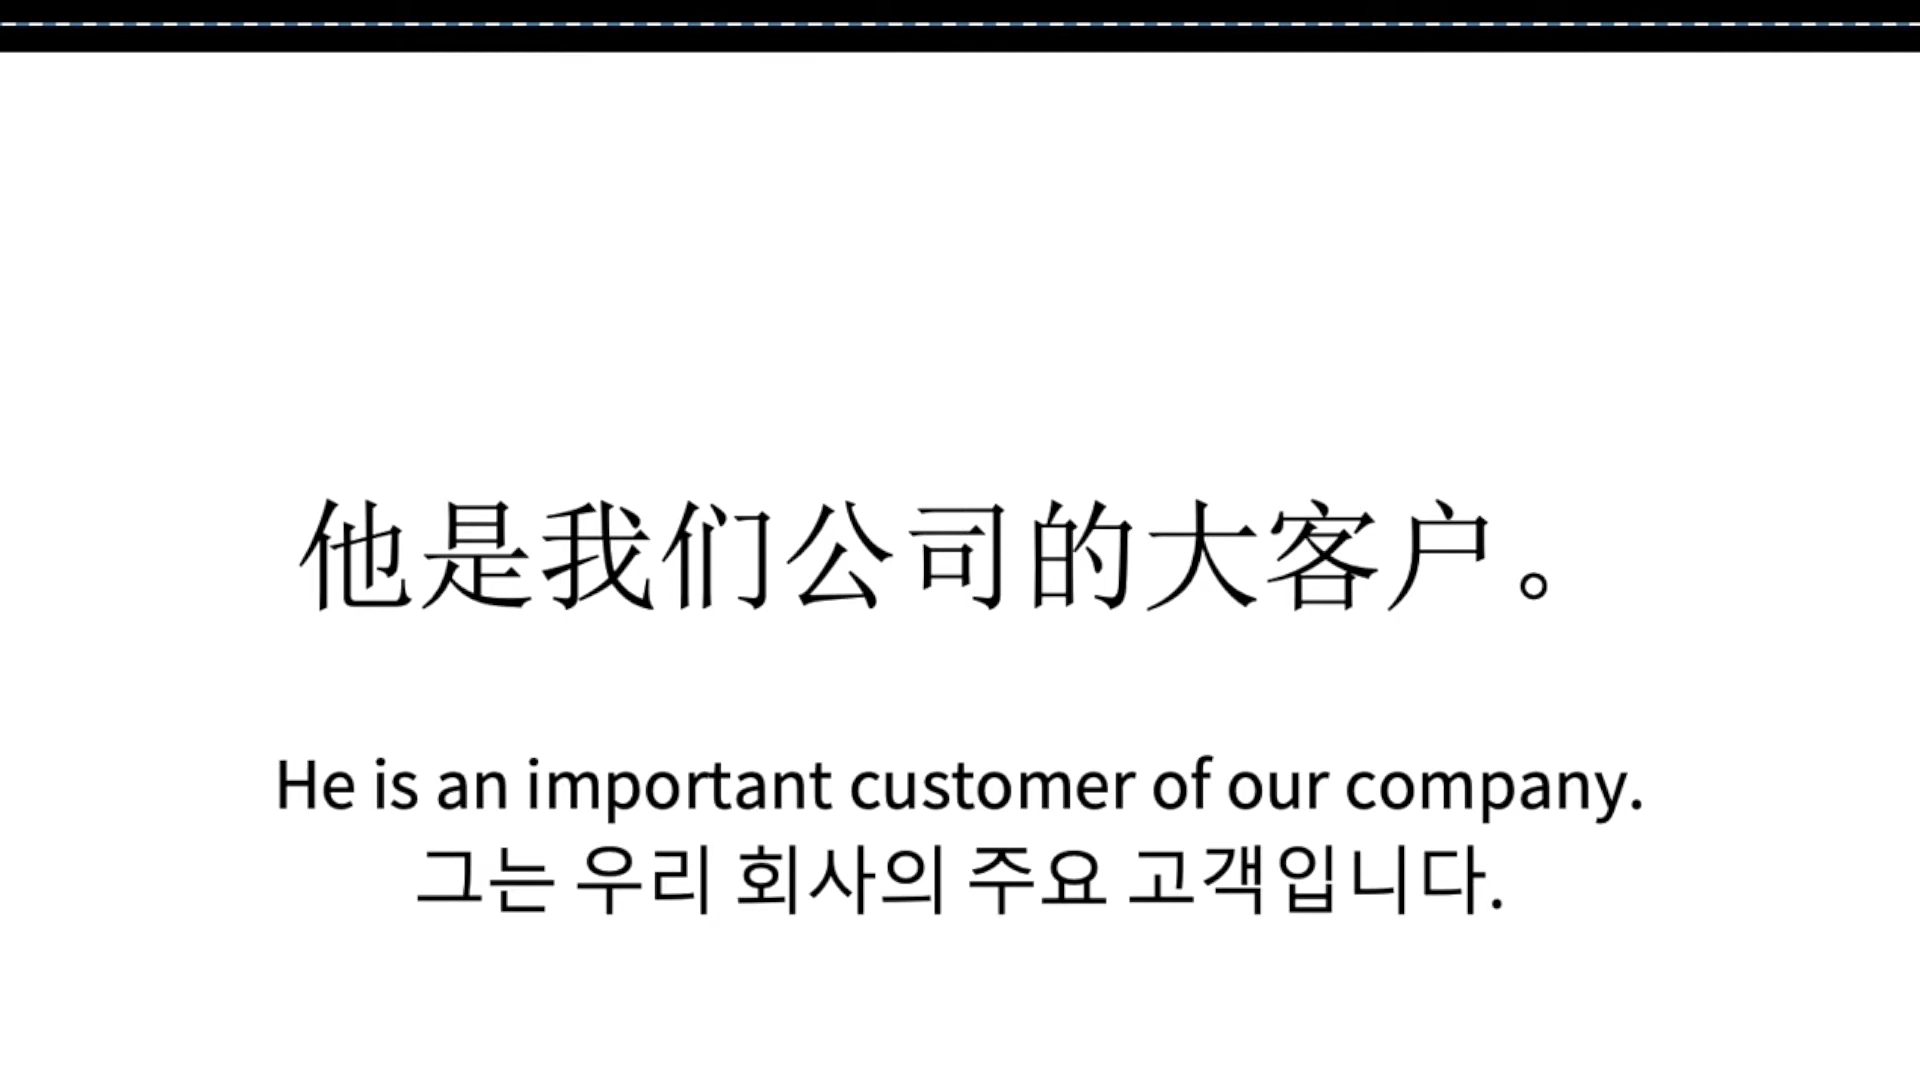 他是我们公司的大客户。
He is an important customer of our company.
그는 우리 회사의 주요 고객입니다.